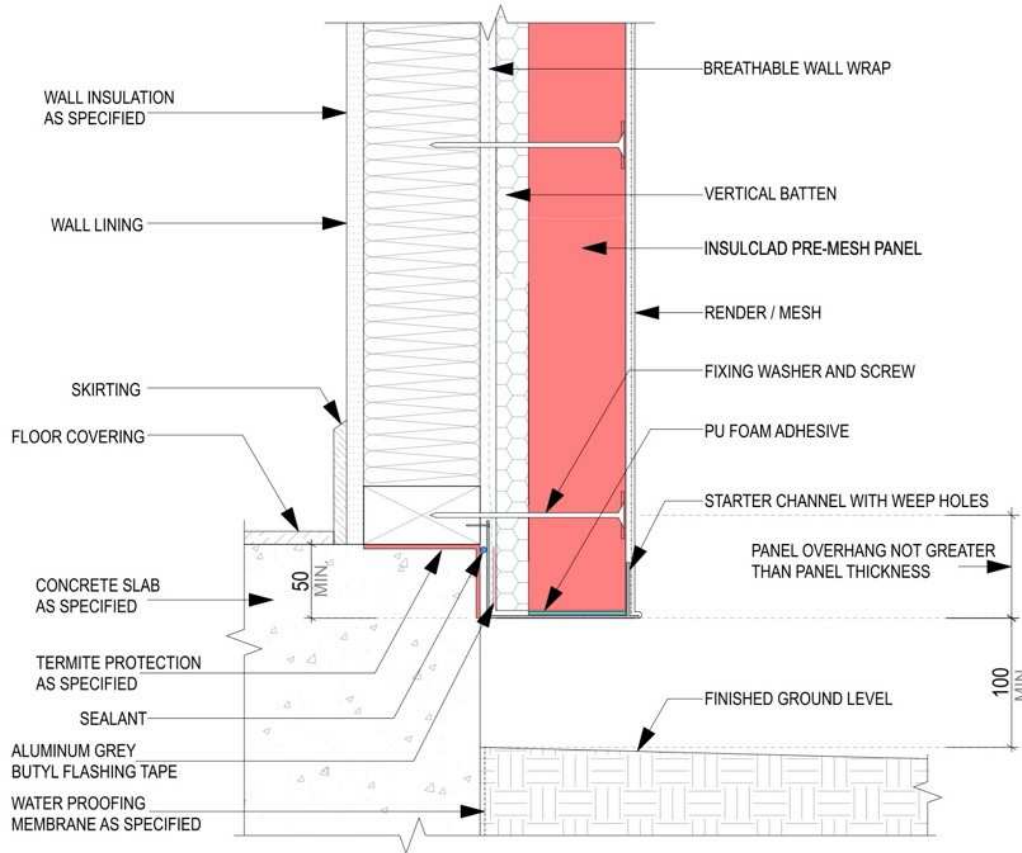 WALL INSULATION
AS SPECIFIED
WALL LINING
SKIRTING
FLOOR COVERING
CONCRETE SLAB
AS SPECIFIED
50
MIN.
TERMITE PROTECTION
AS SPECIFIED
SEALANT
ALUMINUM GREY
BUTYL FLASHING TAPE
WATER PROOFING
MEMBRANE AS SPECIFIED
BREATHABLE WALL WRAP
VERTICAL BATTEN
INSULCLAD PRE-MESH PANEL
RENDER / MESH
FIXING WASHER AND SCREW
PU FOAM ADHESIVE
STARTER CHANNEL WITH WEEP HOLES
PANEL OVERHANG NOT GREATER
THAN PANEL THICKNESS
FINISHED GROUND LEVEL
100
MIN.